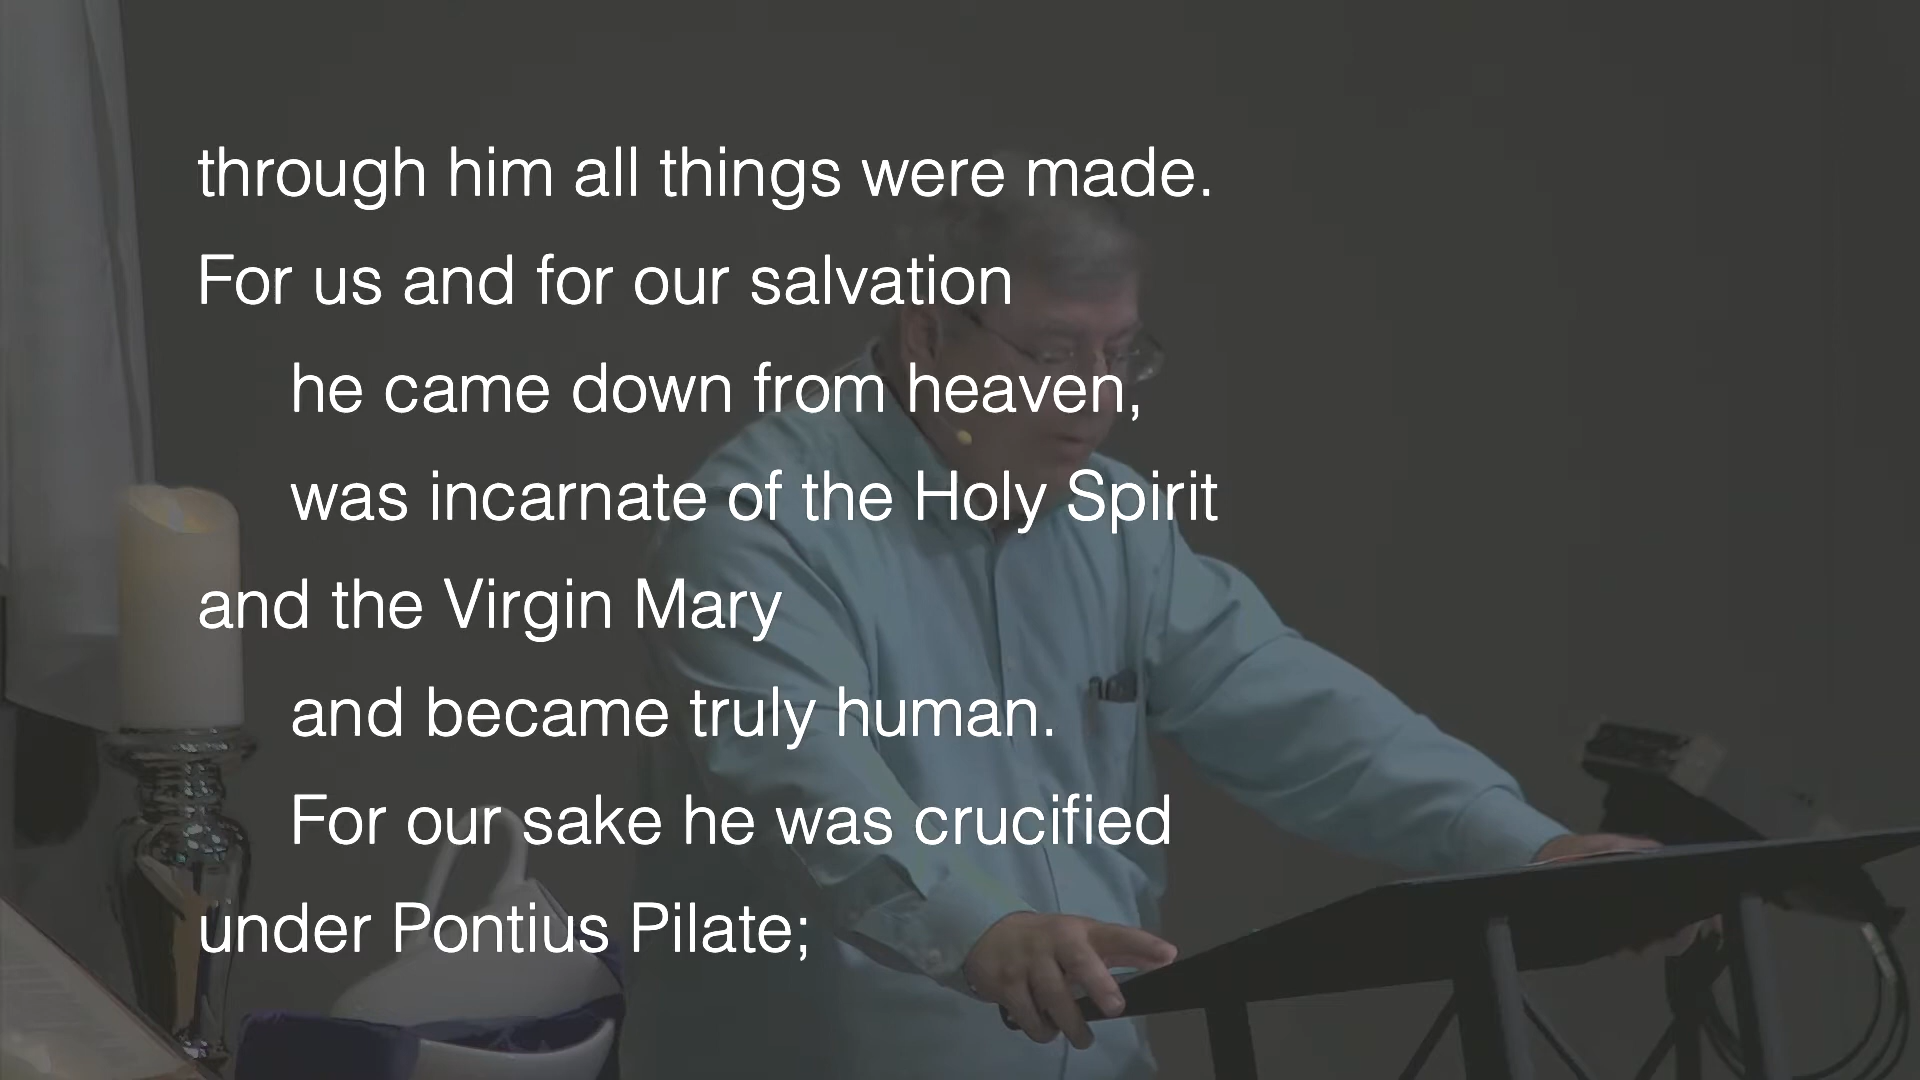 through him all things were made.
For us and for our salvation
he came down from heaven,
was incarnate of the Holy Spirit
and the Virgin Mary
and became truly human.
For our sake he was crucified
under Pontius Pilate;